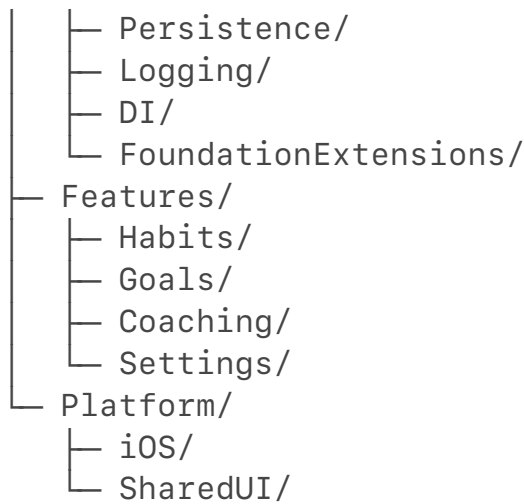 │   ├── Persistence/
│   ├── Logging/
│   ├── DI/
│   └── FoundationExtensions/
├── Features/
│   ├── Habits/
│   ├── Goals/
│   ├── Coaching/
│   └── Settings/
└── Platform/
    ├── iOS/
    └── SharedUI/